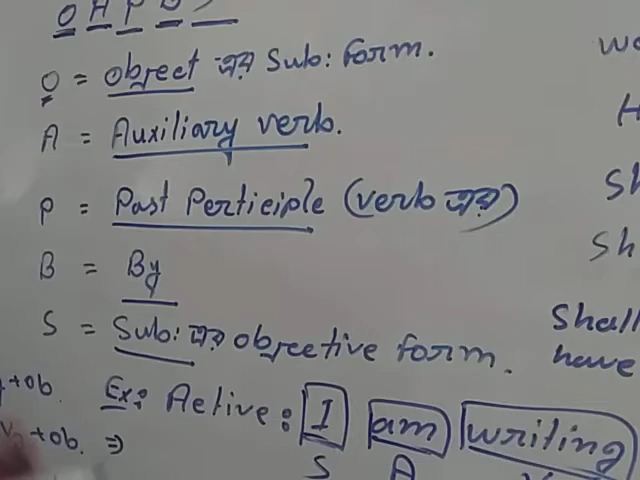 O A P B S
O = object এর Sub: form.
A = Auxiliary verb.
P = Past Perticiple (verb এর)
B = By
S = Sub: এর objective form.
Shall
have
Ex: Active: I am writing
S A